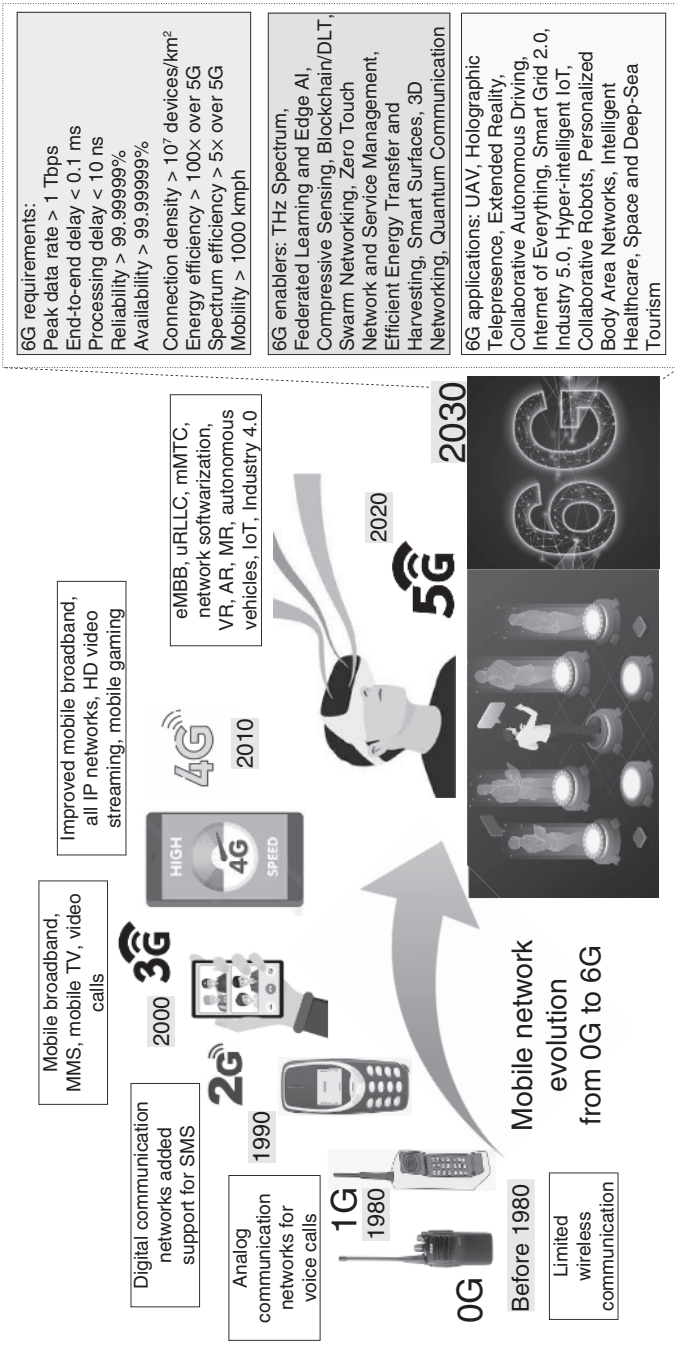 0G
Before 1980
Limited
wireless
communication
1G
1980
Analog
communication
networks for
voice calls
2G
1990
Digital communication
networks added
support for SMS
3G
2000
Mobile broadband,
MMS, mobile TV, video
calls
HIGH
4G
SPEED
4G
2010
Improved mobile broadband,
all IP networks, HD video
streaming, mobile gaming
5G
2020
eMBB, uRLLC, mMTC,
network softwarization,
VR, AR, MR, autonomous
vehicles, IoT, Industry 4.0
Mobile network
evolution
from 0G to 6G
2030
6G
6G requirements:
Peak data rate > 1 Tbps
End-to-end delay < 0.1 ms
Processing delay < 10 ns
Reliability > 99.99999%
Availability > 99.99999%
Connection density > 10⁷ devices/km²
Energy efficiency > 100× over 5G
Spectrum efficiency > 5× over 5G
Mobility > 1000 kmph
6G enablers: THz Spectrum,
Federated Learning and Edge AI,
Compressive Sensing, Blockchain/DLT,
Swarm Networking, Zero Touch
Network and Service Management,
Efficient Energy Transfer and
Harvesting, Smart Surfaces, 3D
Networking, Quantum Communication
6G applications: UAV, Holographic
Telepresence, Extended Reality,
Collaborative Autonomous Driving,
Internet of Everything, Smart Grid 2.0,
Industry 5.0, Hyper-intelligent IoT,
Collaborative Robots, Personalized
Body Area Networks, Intelligent
Healthcare, Space and Deep-Sea
Tourism